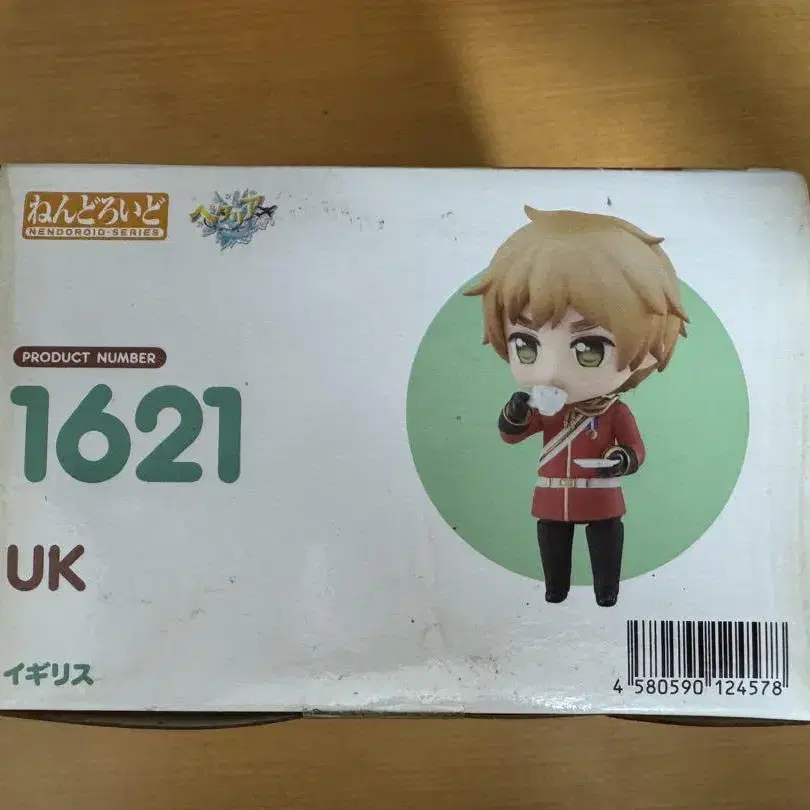 ねんどろいど
NENDOROID·SERIES
ヘタリア
PRODUCT NUMBER
1621
UK
イギリス
4 580590 124578